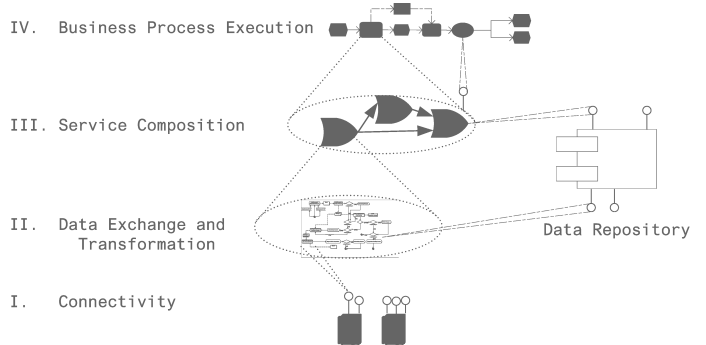 IV. Business Process Execution
III. Service Composition
II. Data Exchange and
Transformation
Data Repository
I. Connectivity